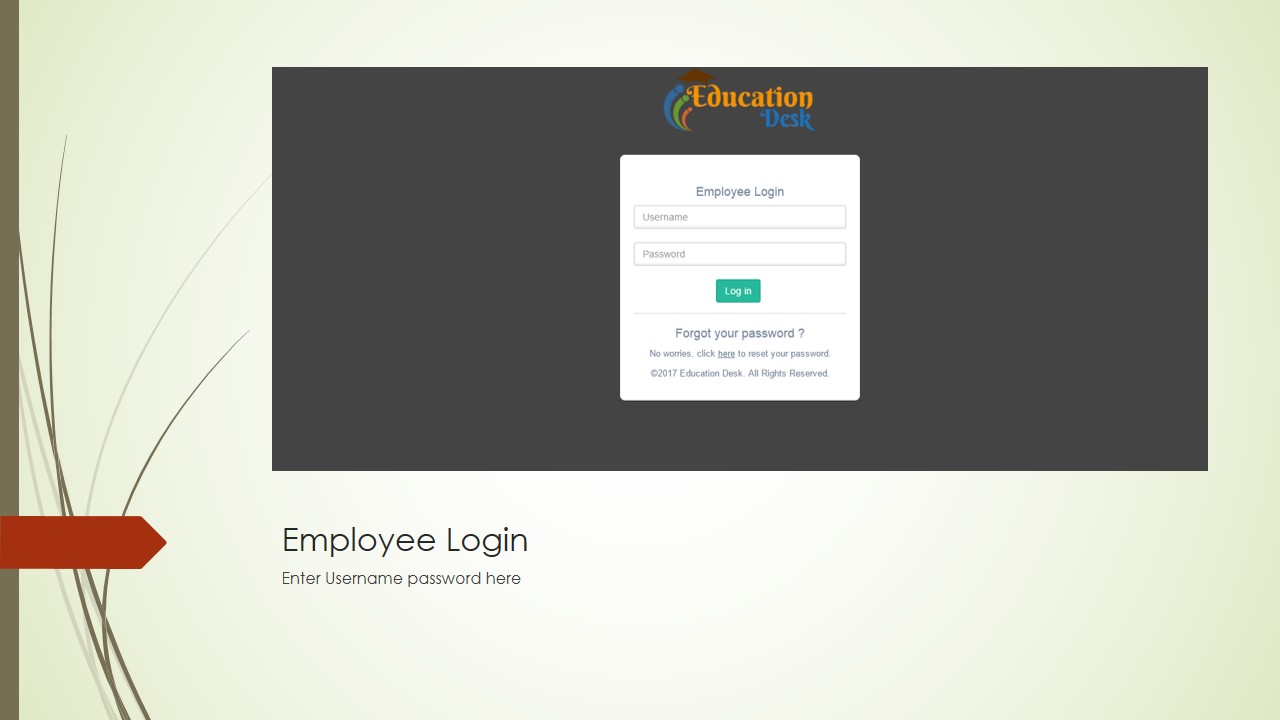 Education
Desk
Employee Login
Username
Password
Log in
Forgot your password ?
No worries, click here to reset your password.
©2017 Education Desk. All Rights Reserved.
Employee Login
Enter Username password here